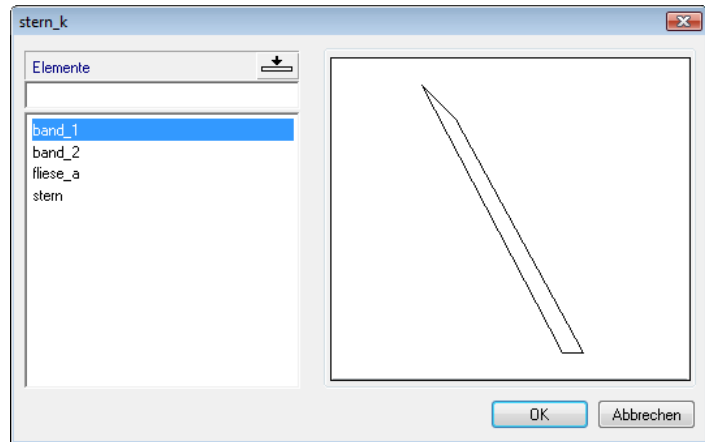 stern_k
Elemente
band_1
band_2
fliese_a
stern
OK
Abbrechen